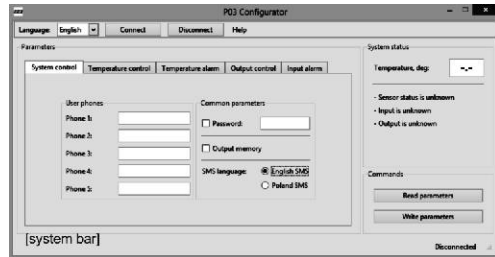 P03 Configurator
Language: English Connect Disconnect Help
Parameters
System control Temperature control Temperature alarm Output control Input alarm
User phones
Phone 1:
Phone 2:
Phone 3:
Phone 4:
Phone 5:
Common parameters
Password:
Output memory
SMS language: English SMS
Poland SMS
System status
Temperature, deg: -.-
- Sensor status is unknown
- Input is unknown
- Output is unknown
Commands
Read parameters
Write parameters
[system bar]
Disconnected